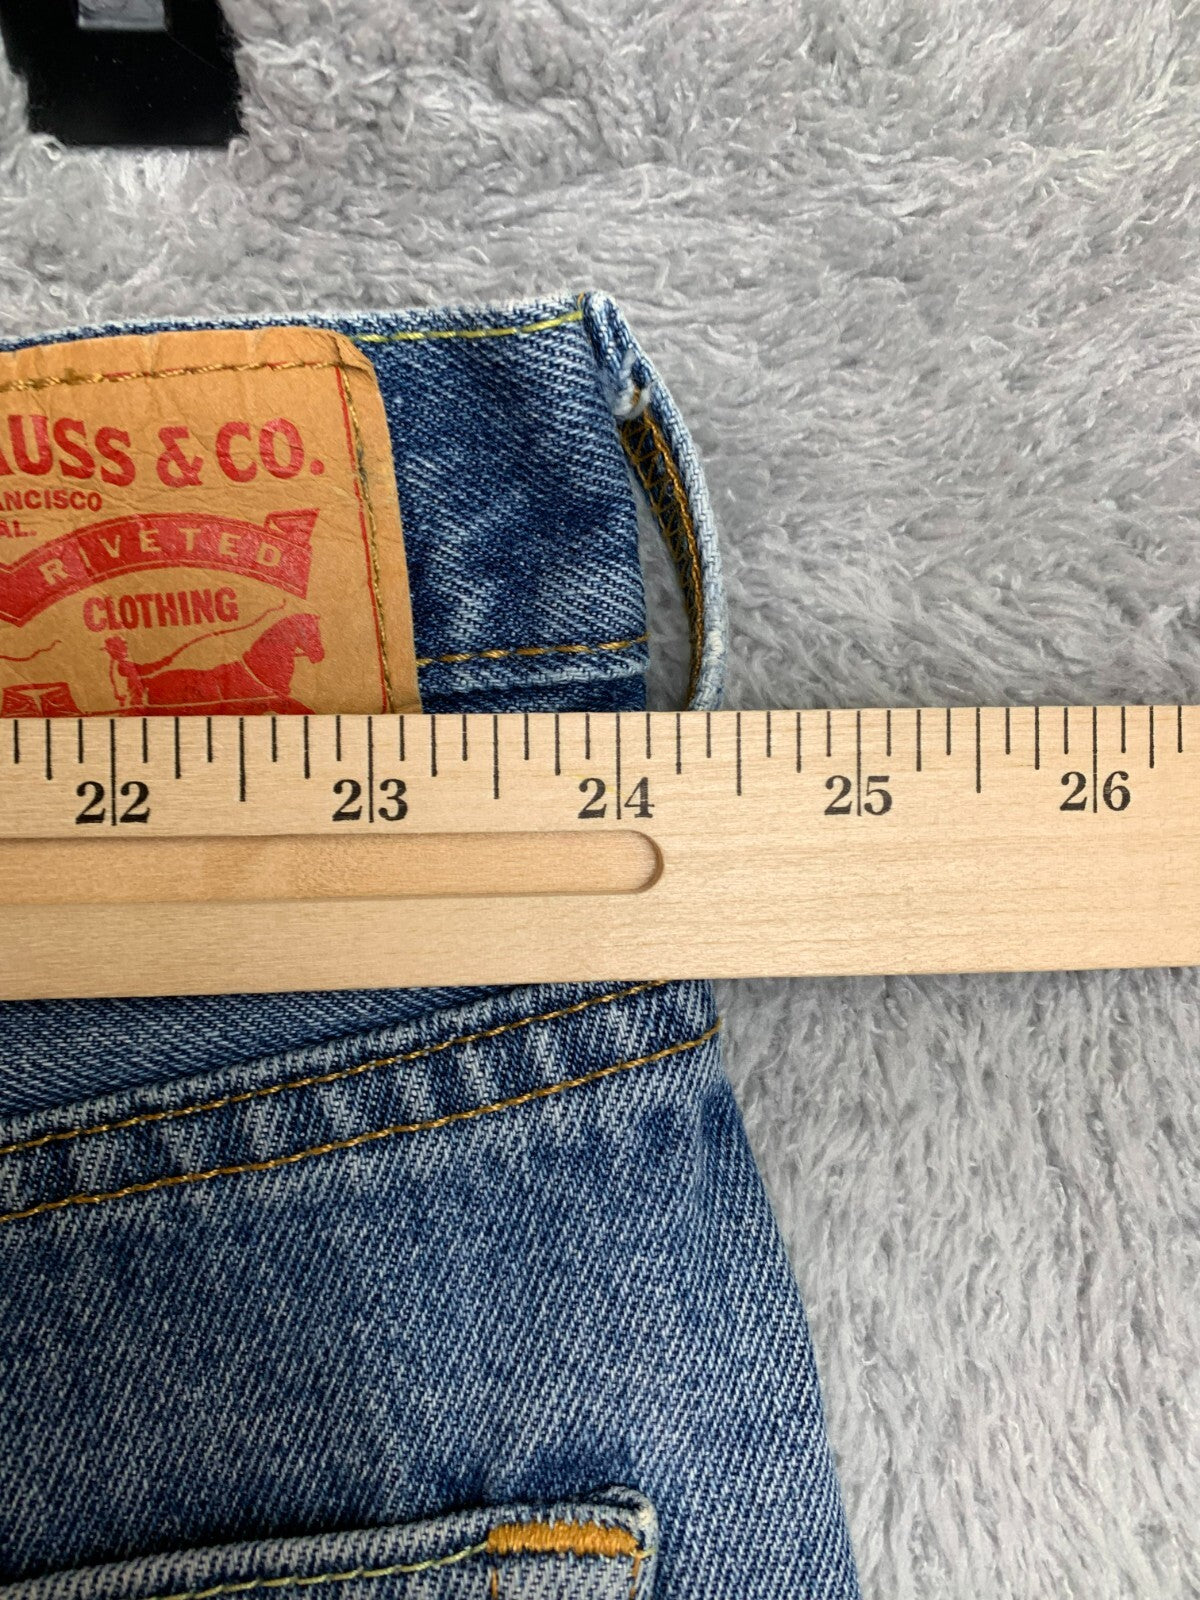 AUSS & CO.
ANCISCO
AL.
RIVETED
CLOTHING
22 23 24 25 26